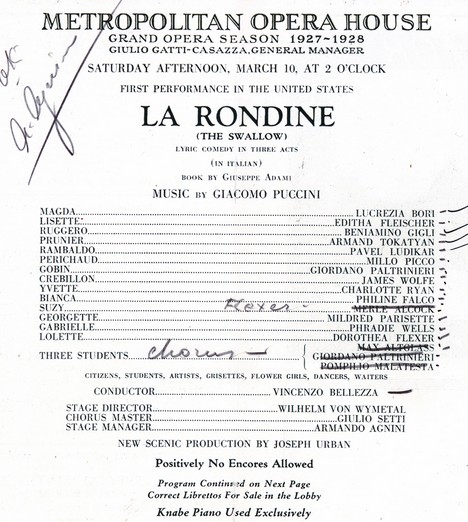 METROPOLITAN OPERA HOUSE
GRAND OPERA SEASON 1927-1928
GIULIO GATTI-CASAZZA, GENERAL MANAGER
ok
SATURDAY AFTERNOON, MARCH 10, AT 2 O'CLOCK
FIRST PERFORMANCE IN THE UNITED STATES
LA RONDINE
(THE SWALLOW)
LYRIC COMEDY IN THREE ACTS
(IN ITALIAN)
BOOK BY GIUSEPPE ADAMI
MUSIC BY GIACOMO PUCCINI
MAGDA LUCREZIA BORI
LISETTE EDITHA FLEISCHER
RUGGERO BENIAMINO GIGLI
PRUNIER ARMAND TOKATYAN
RAMBALDO PAVEL LUDIKAR
PERICHAUD MILLO PICCO
GOBIN GIORDANO PALTRINIERI
CREBILLON JAMES WOLFE
YVETTE CHARLOTTE RYAN
BIANCA PHILINE FALCO
SUZY Flexer MERLE ALCOCK
GEORGETTE MILDRED PARISETTE
GABRIELLE PHRADIE WELLS
LOLETTE DOROTHEA FLEXER
MAX ALTGLASS
THREE STUDENTS chorus GIORDANO PALTRINIERI
POMPILIO MALATESTA
CITIZENS, STUDENTS, ARTISTS, GRISETTES, FLOWER GIRLS, DANCERS, WAITERS
CONDUCTOR VINCENZO BELLEZZA
STAGE DIRECTOR WILHELM VON WYMETAL
CHORUS MASTER GIULIO SETTI
STAGE MANAGER ARMANDO AGNINI
NEW SCENIC PRODUCTION BY JOSEPH URBAN
Positively No Encores Allowed
Program Continued on Next Page
Correct Librettos For Sale in the Lobby
Knabe Piano Used Exclusively